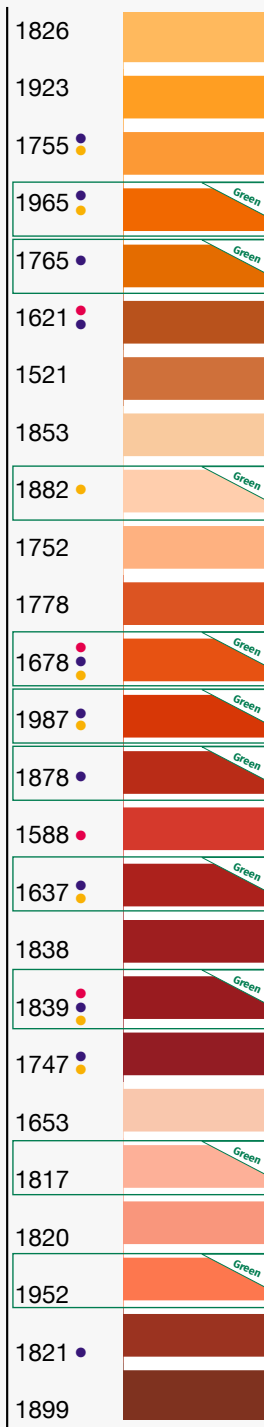 1826
1923
1755
1965 Green
1765 Green
1621
1521
1853
1882 Green
1752
1778
1678 Green
1987 Green
1878 Green
1588
1637 Green
1838
1839 Green
1747
1653
1817 Green
1820
1952 Green
1821
1899